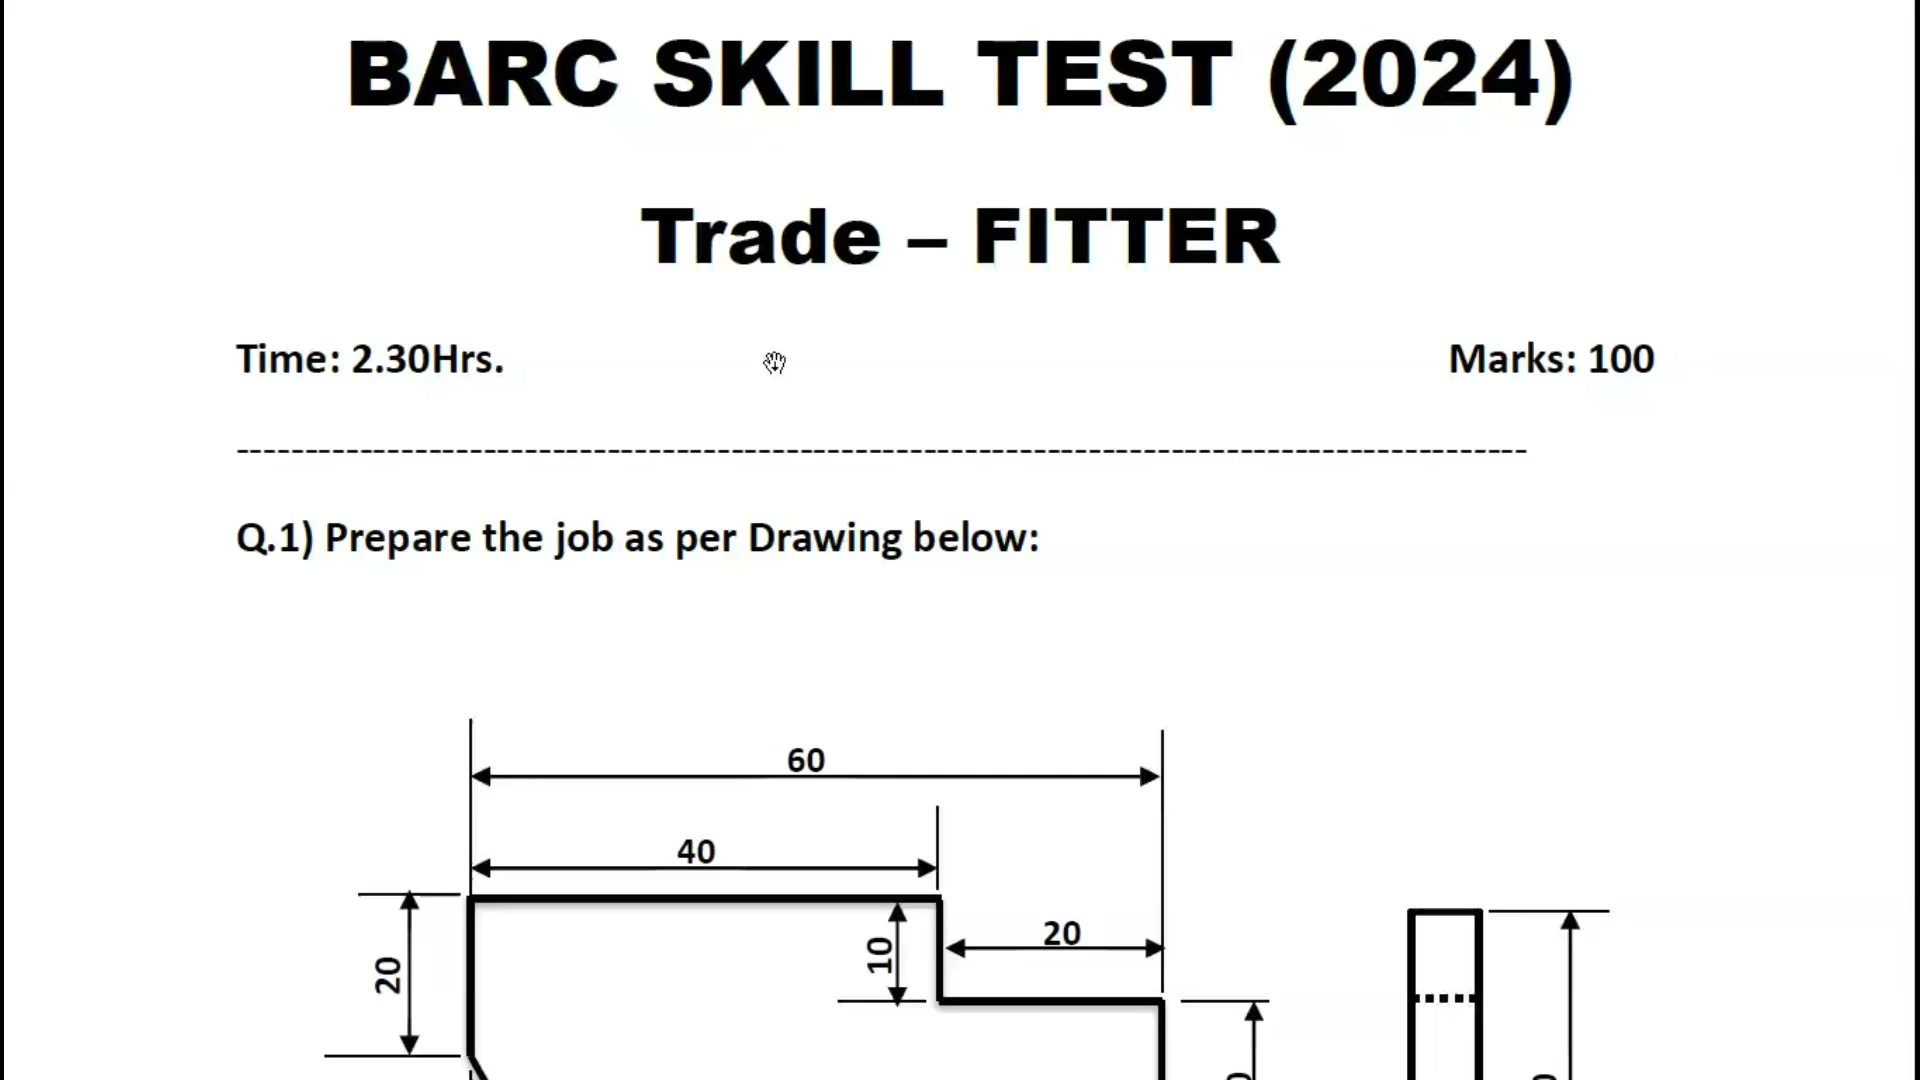 BARC SKILL TEST (2024)
Trade – FITTER
Time: 2.30Hrs.
Marks: 100
-----------------------------------------------------------------------------------------------
Q.1) Prepare the job as per Drawing below:
60
40
20
10
20